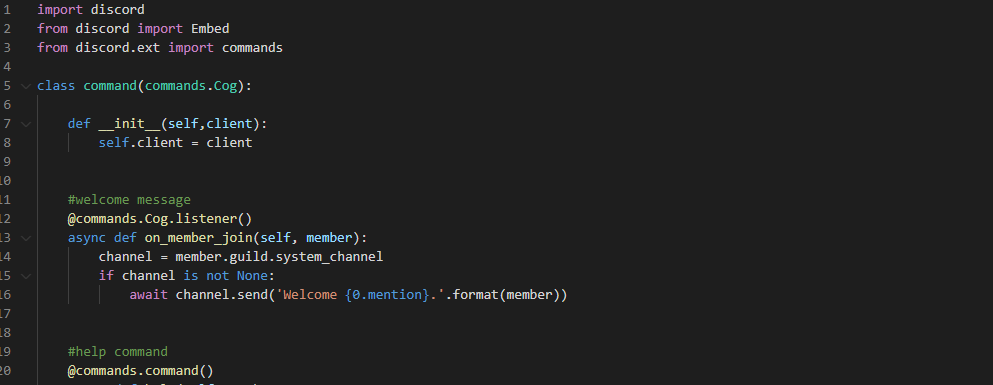 1 import discord
2 from discord import Embed
3 from discord.ext import commands
4
5 class command(commands.Cog):
6
7 def __init__(self,client):
8 self.client = client
9
10
11 #welcome message
12 @commands.Cog.listener()
13 async def on_member_join(self, member):
14 channel = member.guild.system_channel
15 if channel is not None:
16 await channel.send('Welcome {0.mention}.'.format(member))
17
18
19 #help command
20 @commands.command()